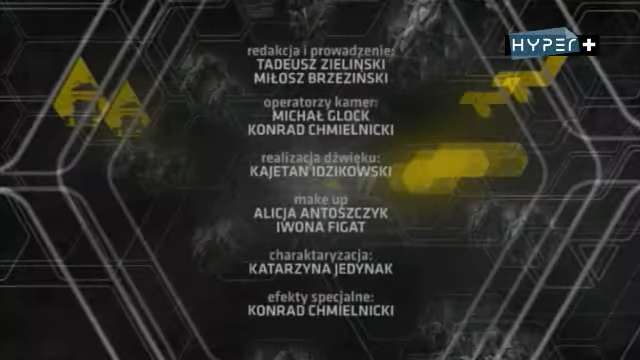 HYPER+
redakcja i prowadzenie:
TADEUSZ ZIELIŃSKI
MIŁOSZ BRZEZIŃSKI
operatorzy kamer:
MICHAŁ GLOCK
KONRAD CHMIELNICKI
realizacja dźwięku:
KAJETAN IDZIKOWSKI
make up
ALICJA ANTOSZCZYK
IWONA FIGAT
charaktaryzacja:
KATARZYNA JEDYNAK
efekty specjalne:
KONRAD CHMIELNICKI